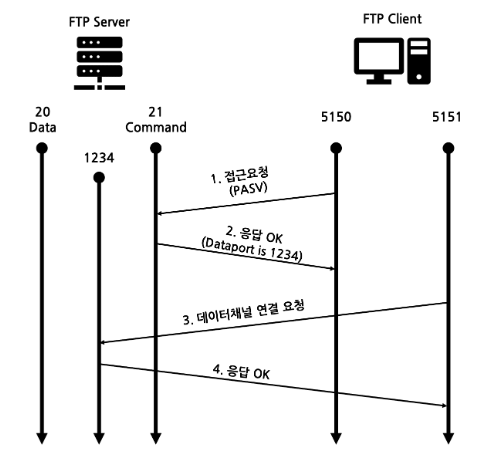 FTP Server
FTP Client
20
Data
21
Command
5150
5151
1234
1. 접근요청
(PASV)
2. 응답 OK
(Dataport is 1234)
3. 데이터채널 연결 요청
4. 응답 OK